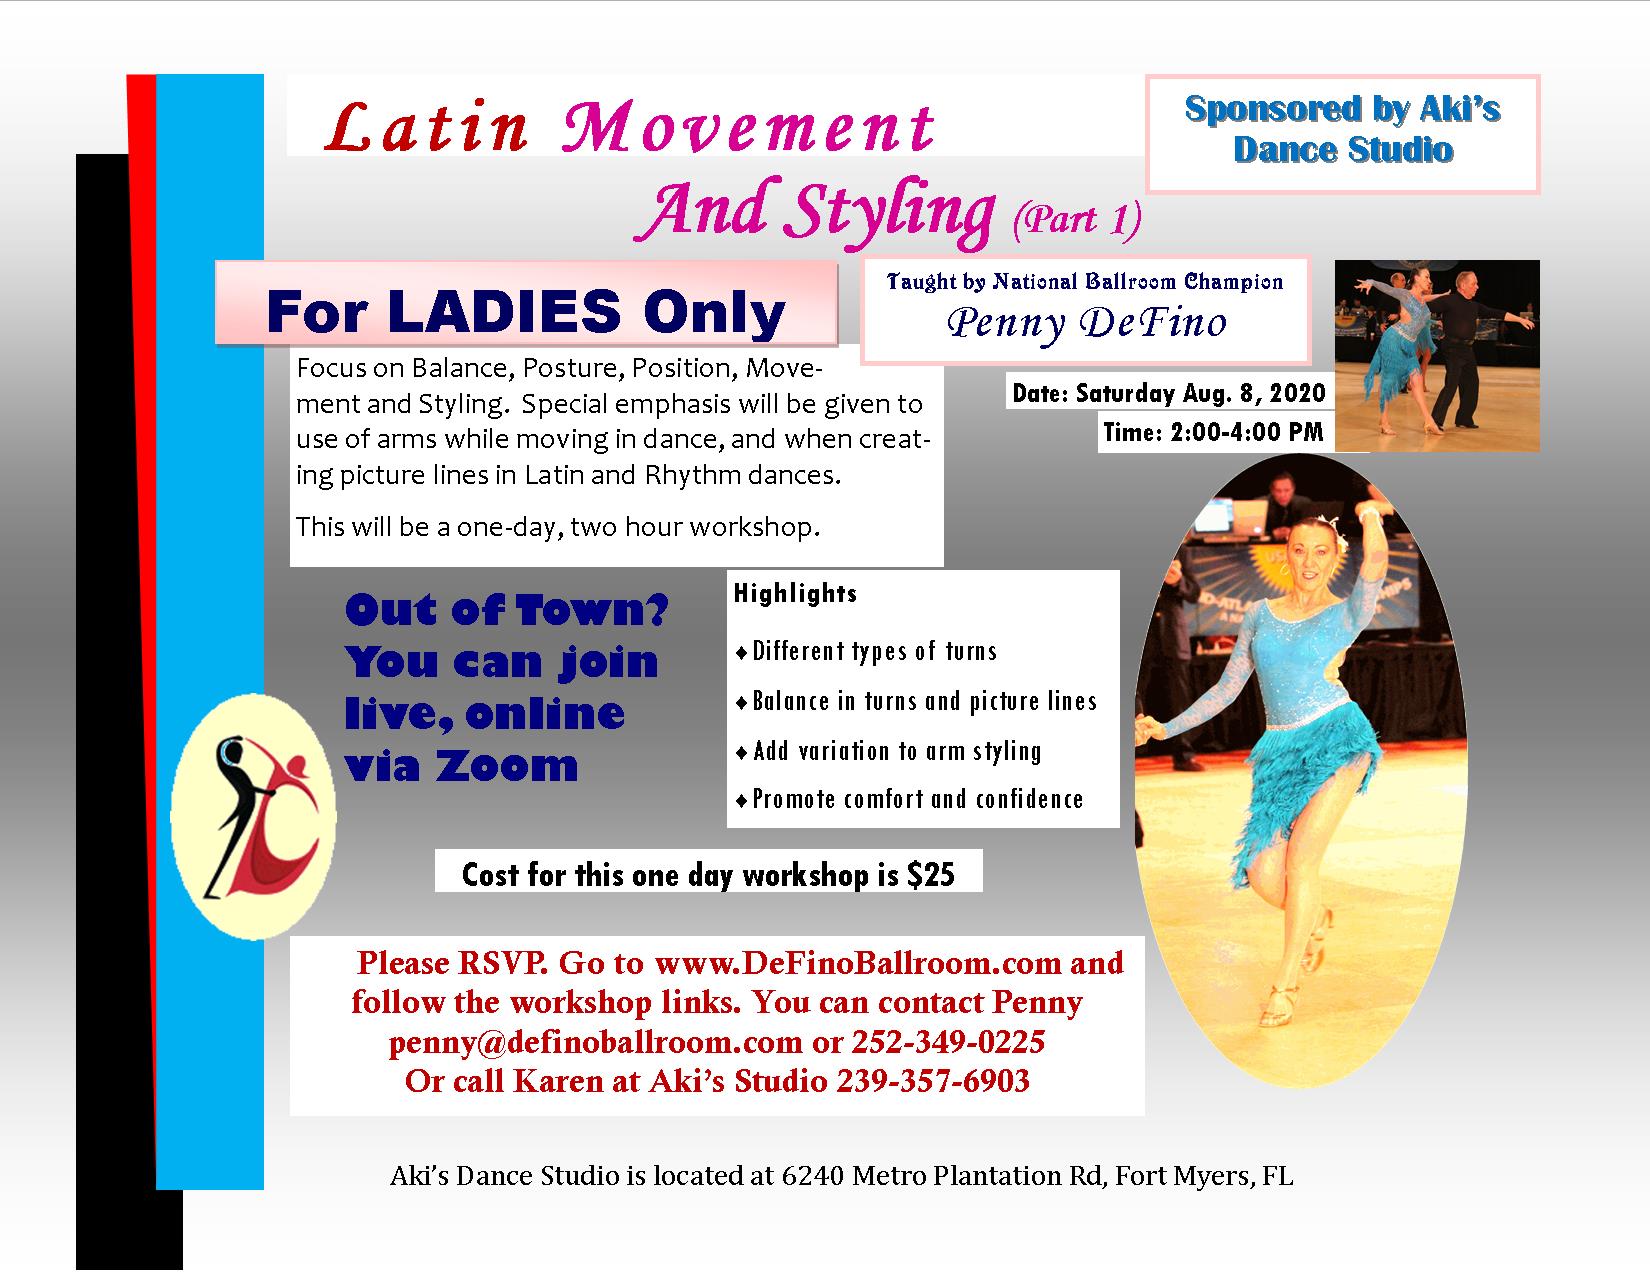 Latin Movement
And Styling (Part 1)
Sponsored by Aki's
Dance Studio
For LADIES Only
Taught by National Ballroom Champion
Penny DeFino
Focus on Balance, Posture, Position, Move-
ment and Styling. Special emphasis will be given to
use of arms while moving in dance, and when creat-
ing picture lines in Latin and Rhythm dances.
This will be a one-day, two hour workshop.
Date: Saturday Aug. 8, 2020
Time: 2:00-4:00 PM
Out of Town?
You can join
live, online
via Zoom
Highlights
♦Different types of turns
♦Balance in turns and picture lines
♦Add variation to arm styling
♦Promote comfort and confidence
Cost for this one day workshop is $25
Please RSVP. Go to www.DeFinoBallroom.com and
follow the workshop links. You can contact Penny
penny@definoballroom.com or 252-349-0225
Or call Karen at Aki's Studio 239-357-6903
Aki's Dance Studio is located at 6240 Metro Plantation Rd, Fort Myers, FL